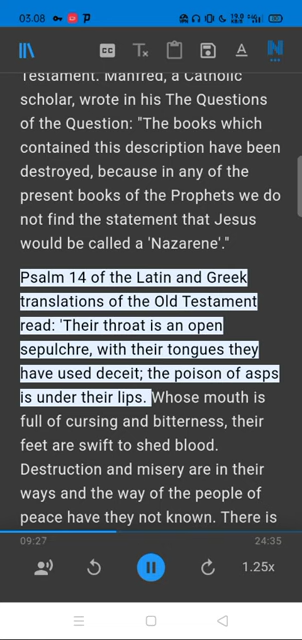 03.08
19.0
56
CC
A
N
Testament. Manfred, a Catholic
scholar, wrote in his The Questions
of the Question: "The books which
contained this description have been
destroyed, because in any of the
present books of the Prophets we do
not find the statement that Jesus
would be called a 'Nazarene'."
Psalm 14 of the Latin and Greek
translations of the Old Testament
read: 'Their throat is an open
sepulchre, with their tongues they
have used deceit; the poison of asps
is under their lips. Whose mouth is
full of cursing and bitterness, their
feet are swift to shed blood.
Destruction and misery are in their
ways and the way of the people of
peace have they not known. There is
09:27
24:35
1.25x